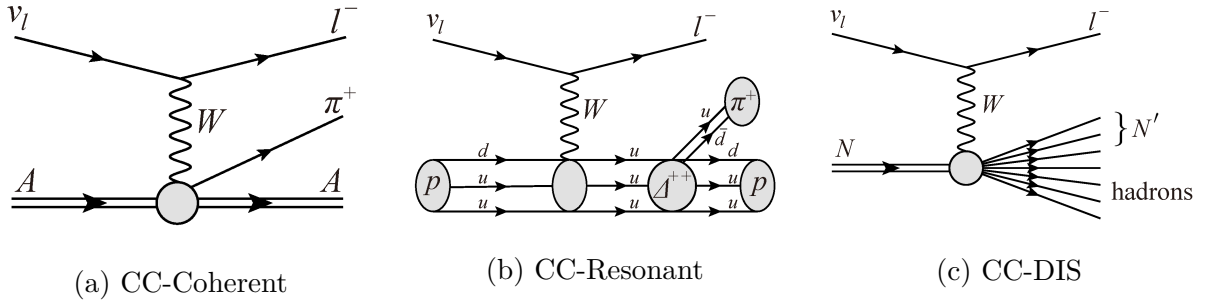 v_l l^- W π^+ A A
(a) CC-Coherent
v_l l^- W π^+ u d̄ d u d u u u p Δ^{++} p u u u
(b) CC-Resonant
v_l l^- W N } N′ hadrons
(c) CC-DIS